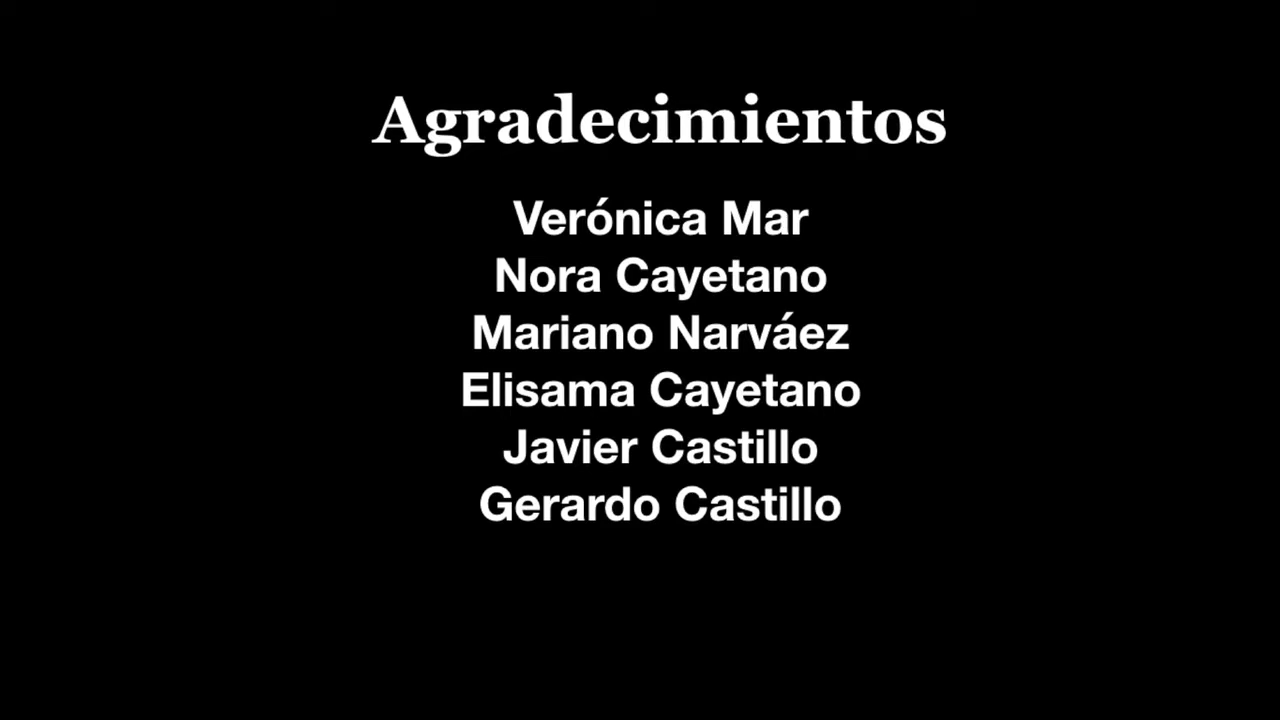 Agradecimientos
Verónica Mar
Nora Cayetano
Mariano Narváez
Elisama Cayetano
Javier Castillo
Gerardo Castillo